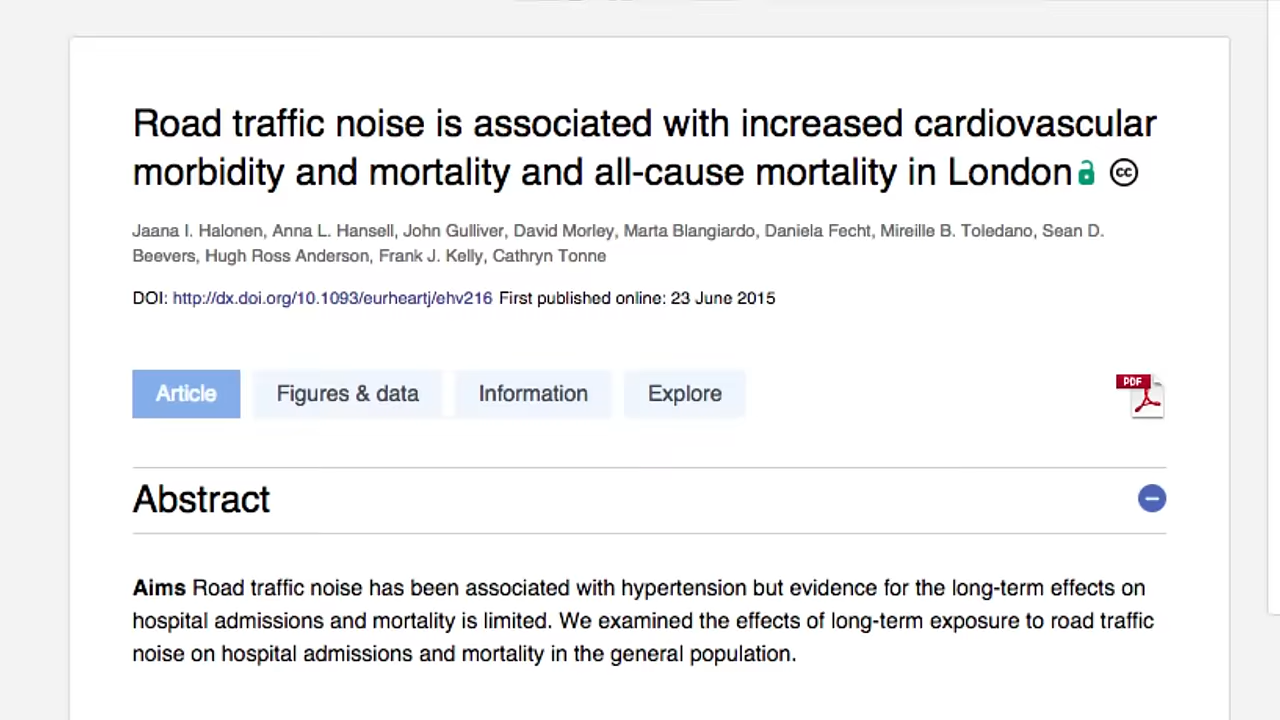 Road traffic noise is associated with increased cardiovascular
morbidity and mortality and all-cause mortality in London cc
Jaana I. Halonen, Anna L. Hansell, John Gulliver, David Morley, Marta Blangiardo, Daniela Fecht, Mireille B. Toledano, Sean D.
Beevers, Hugh Ross Anderson, Frank J. Kelly, Cathryn Tonne
DOI: http://dx.doi.org/10.1093/eurheartj/ehv216 First published online: 23 June 2015
Article Figures & data Information Explore PDF
Abstract
Aims Road traffic noise has been associated with hypertension but evidence for the long-term effects on
hospital admissions and mortality is limited. We examined the effects of long-term exposure to road traffic
noise on hospital admissions and mortality in the general population.